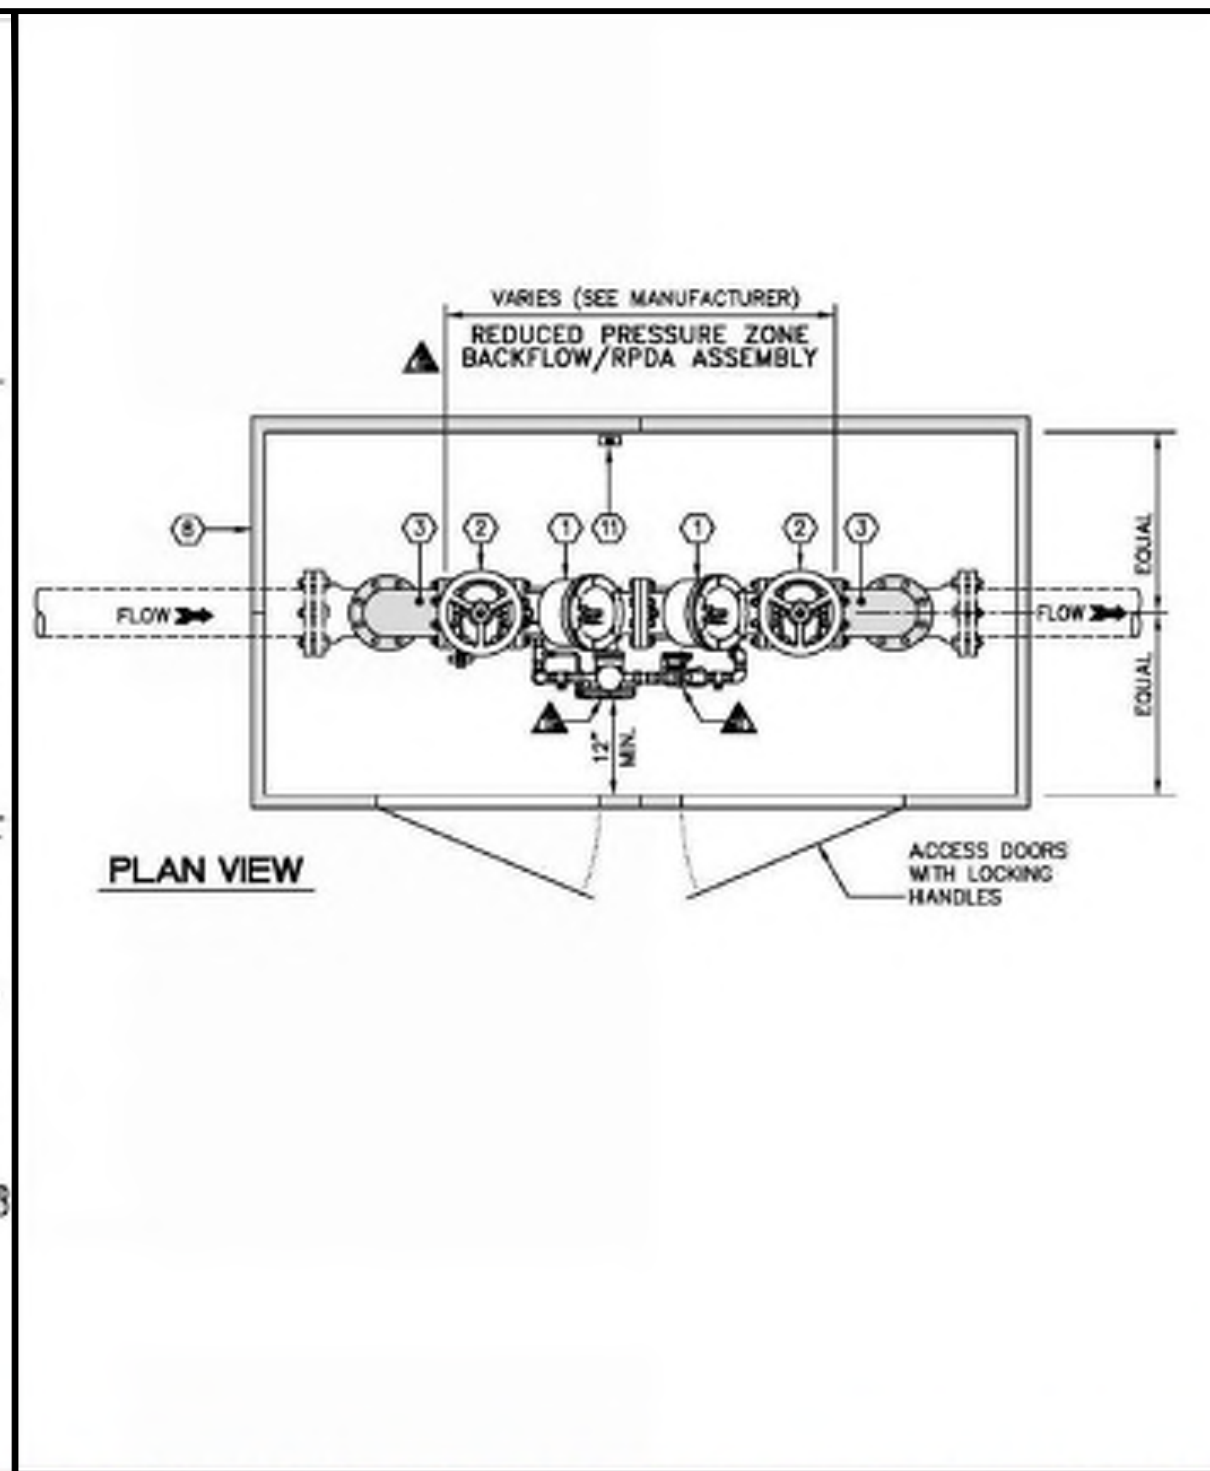 VARIES (SEE MANUFACTURER)
REDUCED PRESSURE ZONE
BACKFLOW/RPDA ASSEMBLY
8
3
2
1
11
1
2
3
EQUAL
FLOW
FLOW
EQUAL
12"
MIN.
PLAN VIEW
ACCESS DOORS
WITH LOCKING
HANDLES